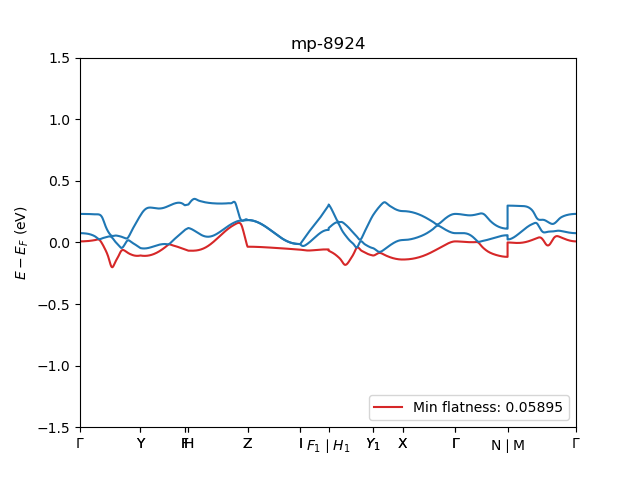 mp-8924
E − E_F (eV)
1.5
1.0
0.5
0.0
−0.5
−1.0
−1.5
Min flatness: 0.05895
Γ Y F H Z I F₁ | H₁ Y₁ X Γ N | M Γ